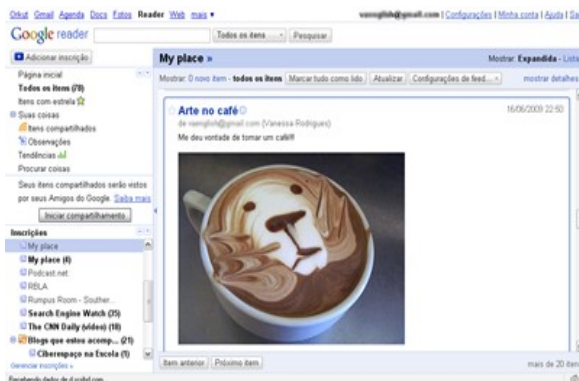 Orkut Gmail Agenda Docs Fotos Reader Web mais ▼
@gmail.com | Configurações | Minha conta | Ajuda | Sa
Google reader
Todos os itens
Pesquisar
Adicionar inscrição
Página inicial
Todos os itens (78)
Itens com estrela
Suas coisas
Itens compartilhados
Observações
Tendências
Procurar coisas
Seus itens compartilhados serão vistos
por seus Amigos do Google. Saiba mais
Iniciar compartilhamento
Inscrições
My place
My place (4)
Podcast.net
RELA
Rumpus Room - Souther...
Search Engine Watch (35)
The CNN Daily (video) (18)
Blogs que estou acomp... (21)
Ciberespaço na Escola (1)
Gerenciar inscrições »
My place »
Mostrar: Expandida - Lista
Mostrar: 0 novo item - todos os itens
Marcar tudo como lido
Atualizar
Configurações de feed...
mostrar detalhes
Arte no café
16/06/2009 22:50
(Vanessa Rodrigues)
Me deu vontade de tomar um café!!!
Item anterior
Próximo item
mais de 20 iten